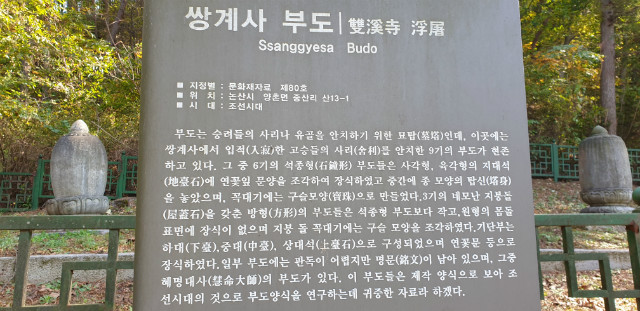 쌍계사 부도 | 雙溪寺 浮屠
Ssanggyesa Budo
■ 지정별 : 문화재자료 제80호
■ 위 치 : 논산시 양촌면 중산리 산13-1
■ 시 대 : 조선시대
부도는 승려들의 사리나 유골을 안치하기 위한 묘탑(墓塔)인데, 이곳에는
쌍계사에서 입적(入寂)한 고승들의 사리(舍利)를 안치한 9기의 부도가 현존
하고 있다. 그 중 6기의 석종형(石鐘形) 부도들은 사각형, 육각형의 지대석
(地臺石)에 연꽃잎 문양을 조각하여 장식하였고 중간에 종 모양의 탑신(塔身)
을 놓았으며, 꼭대기에는 구슬모양(寶珠)으로 만들었다.3기의 네모난 지붕돌
(屋蓋石)을 갖춘 방형(方形)의 부도들은 석종형 부도보다 작고,원형의 몸돌
표면에 장식이 없으며 지붕 돌 꼭대기에는 구슬 모양을 조각하였다.기단부는
하대(下臺),중대(中臺), 상대석(上臺石)으로 구성되었으며 연꽃문 등으로
장식하였다.일부 부도에는 판독이 어렵지만 명문(銘文)이 남아 있으며, 그중
혜명대사(慧命大師)의 부도가 있다. 이 부도들은 제작 양식으로 보아 조
선시대의 것으로 부도양식을 연구하는데 귀중한 자료라 하겠다.